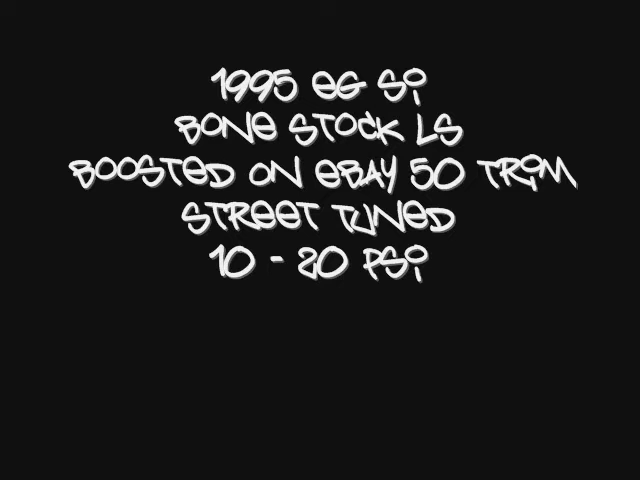 1995 EG Si
BONE STOCK LS
BOOSTED ON EBAY 50 TRiM
STREET TUNED
10 - 20 PSi